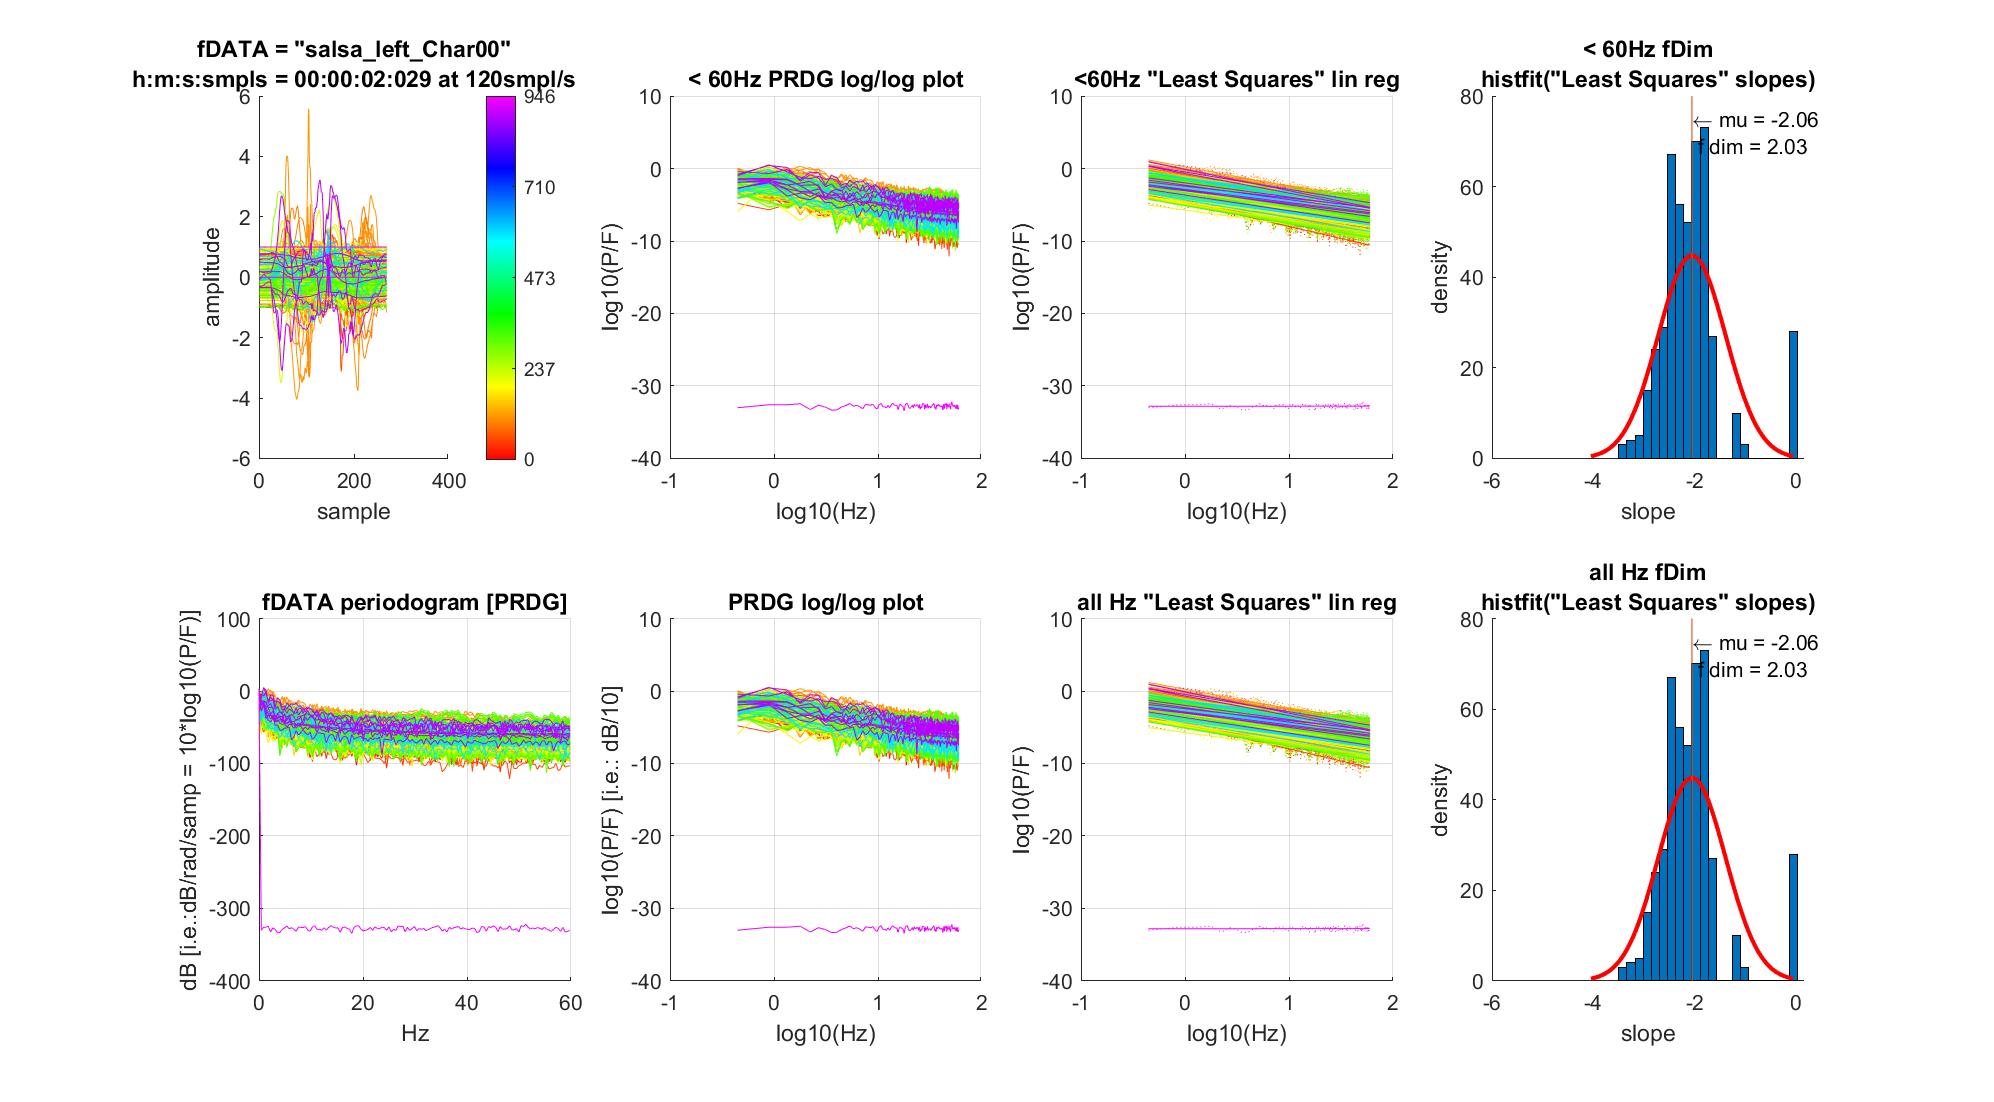 fDATA = "salsa_left_Char00"
h:m:s:smpls = 00:00:02:029 at 120smpl/s
6
4
2
0
-2
-4
-6
0
200
400
amplitude
sample
946
710
473
237
0
< 60Hz PRDG log/log plot
10
0
-10
-20
-30
-40
-1
0
1
2
log10(P/F)
log10(Hz)
<60Hz "Least Squares" lin reg
10
0
-10
-20
-30
-40
-1
0
1
2
log10(P/F)
log10(Hz)
< 60Hz fDim
histfit("Least Squares" slopes)
80
60
40
20
0
-6
-4
-2
0
density
slope
← mu = -2.06
f dim = 2.03
fDATA periodogram [PRDG]
100
0
-100
-200
-300
-400
0
20
40
60
dB [i.e.:dB/rad/samp = 10*log10(P/F)]
Hz
PRDG log/log plot
10
0
-10
-20
-30
-40
-1
0
1
2
log10(P/F) [i.e.: dB/10]
log10(Hz)
all Hz "Least Squares" lin reg
10
0
-10
-20
-30
-40
-1
0
1
2
log10(P/F)
log10(Hz)
all Hz fDim
histfit("Least Squares" slopes)
80
60
40
20
0
-6
-4
-2
0
density
slope
← mu = -2.06
f dim = 2.03